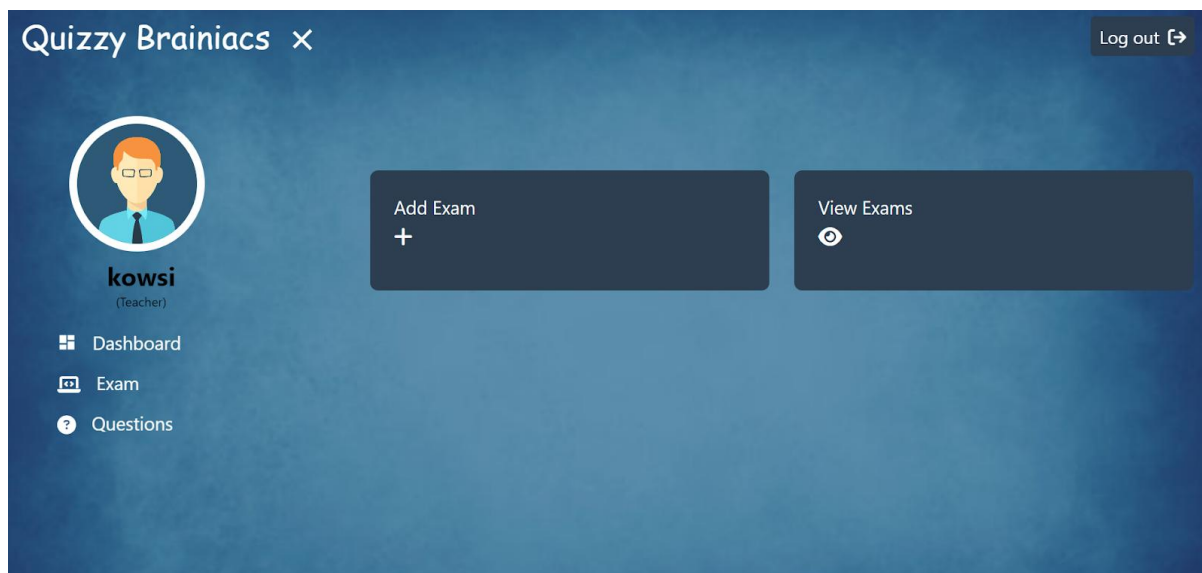 Quizzy Brainiacs
Log out
kowsi
(Teacher)
Dashboard
Exam
Questions
Add Exam
View Exams